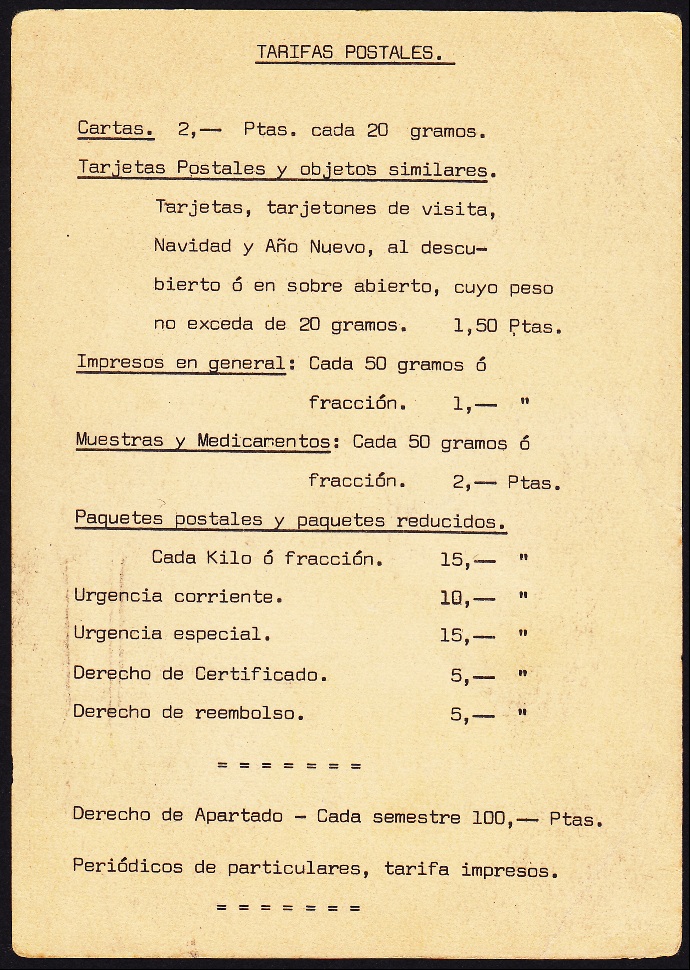 TARIFAS POSTALES.
Cartas. 2,— Ptas. cada 20 gramos.
Tarjetas Postales y objetos similares.
Tarjetas, tarjetones de visita,
Navidad y Año Nuevo, al descu-
bierto ó en sobre abierto, cuyo peso
no exceda de 20 gramos. 1,50 Ptas.
Impresos en general: Cada 50 gramos ó
fracción. 1,— "
Muestras y Medicamentos: Cada 50 gramos ó
fracción. 2,— Ptas.
Paquetes postales y paquetes reducidos.
Cada Kilo ó fracción. 15,— "
Urgencia corriente. 10,— "
Urgencia especial. 15,— "
Derecho de Certificado. 5,— "
Derecho de reembolso. 5,— "
= = = = = = =
Derecho de Apartado - Cada semestre 100,— Ptas.
Periódicos de particulares, tarifa impresos.
= = = = = = =